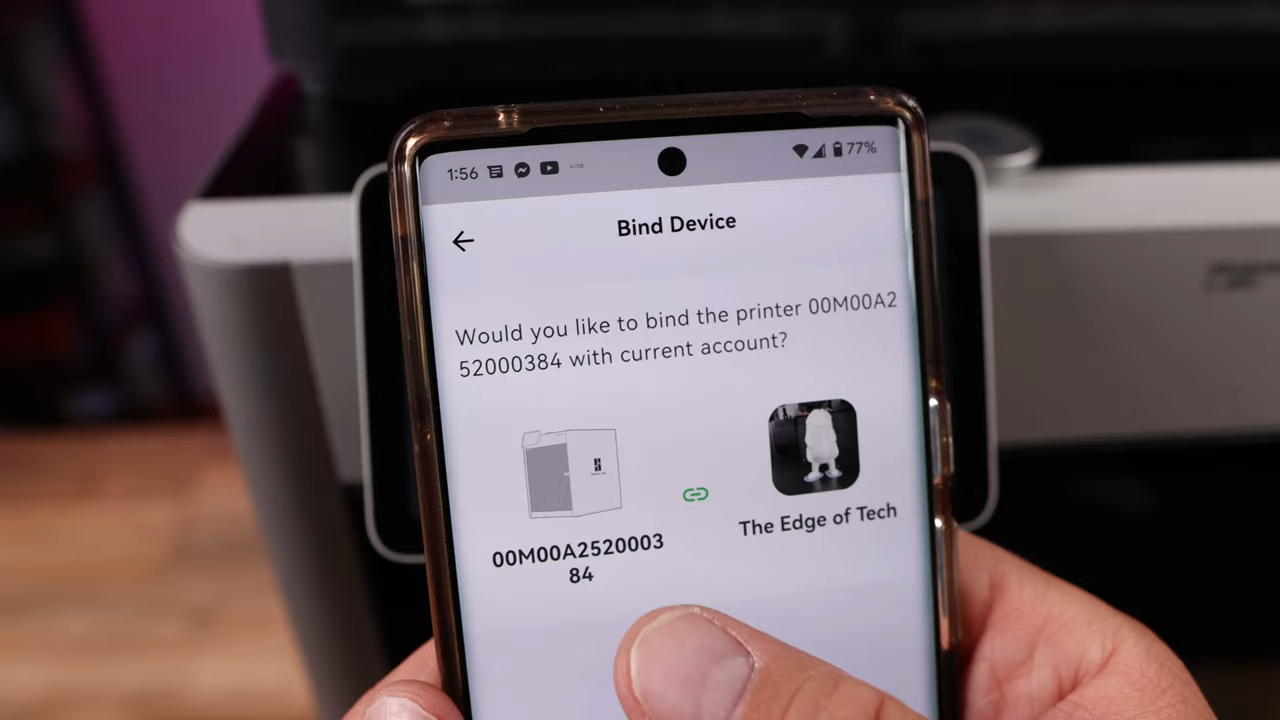 1:56
77%
Bind Device
Would you like to bind the printer 00M00A2
52000384 with current account?
00M00A2520003
84
The Edge of Tech